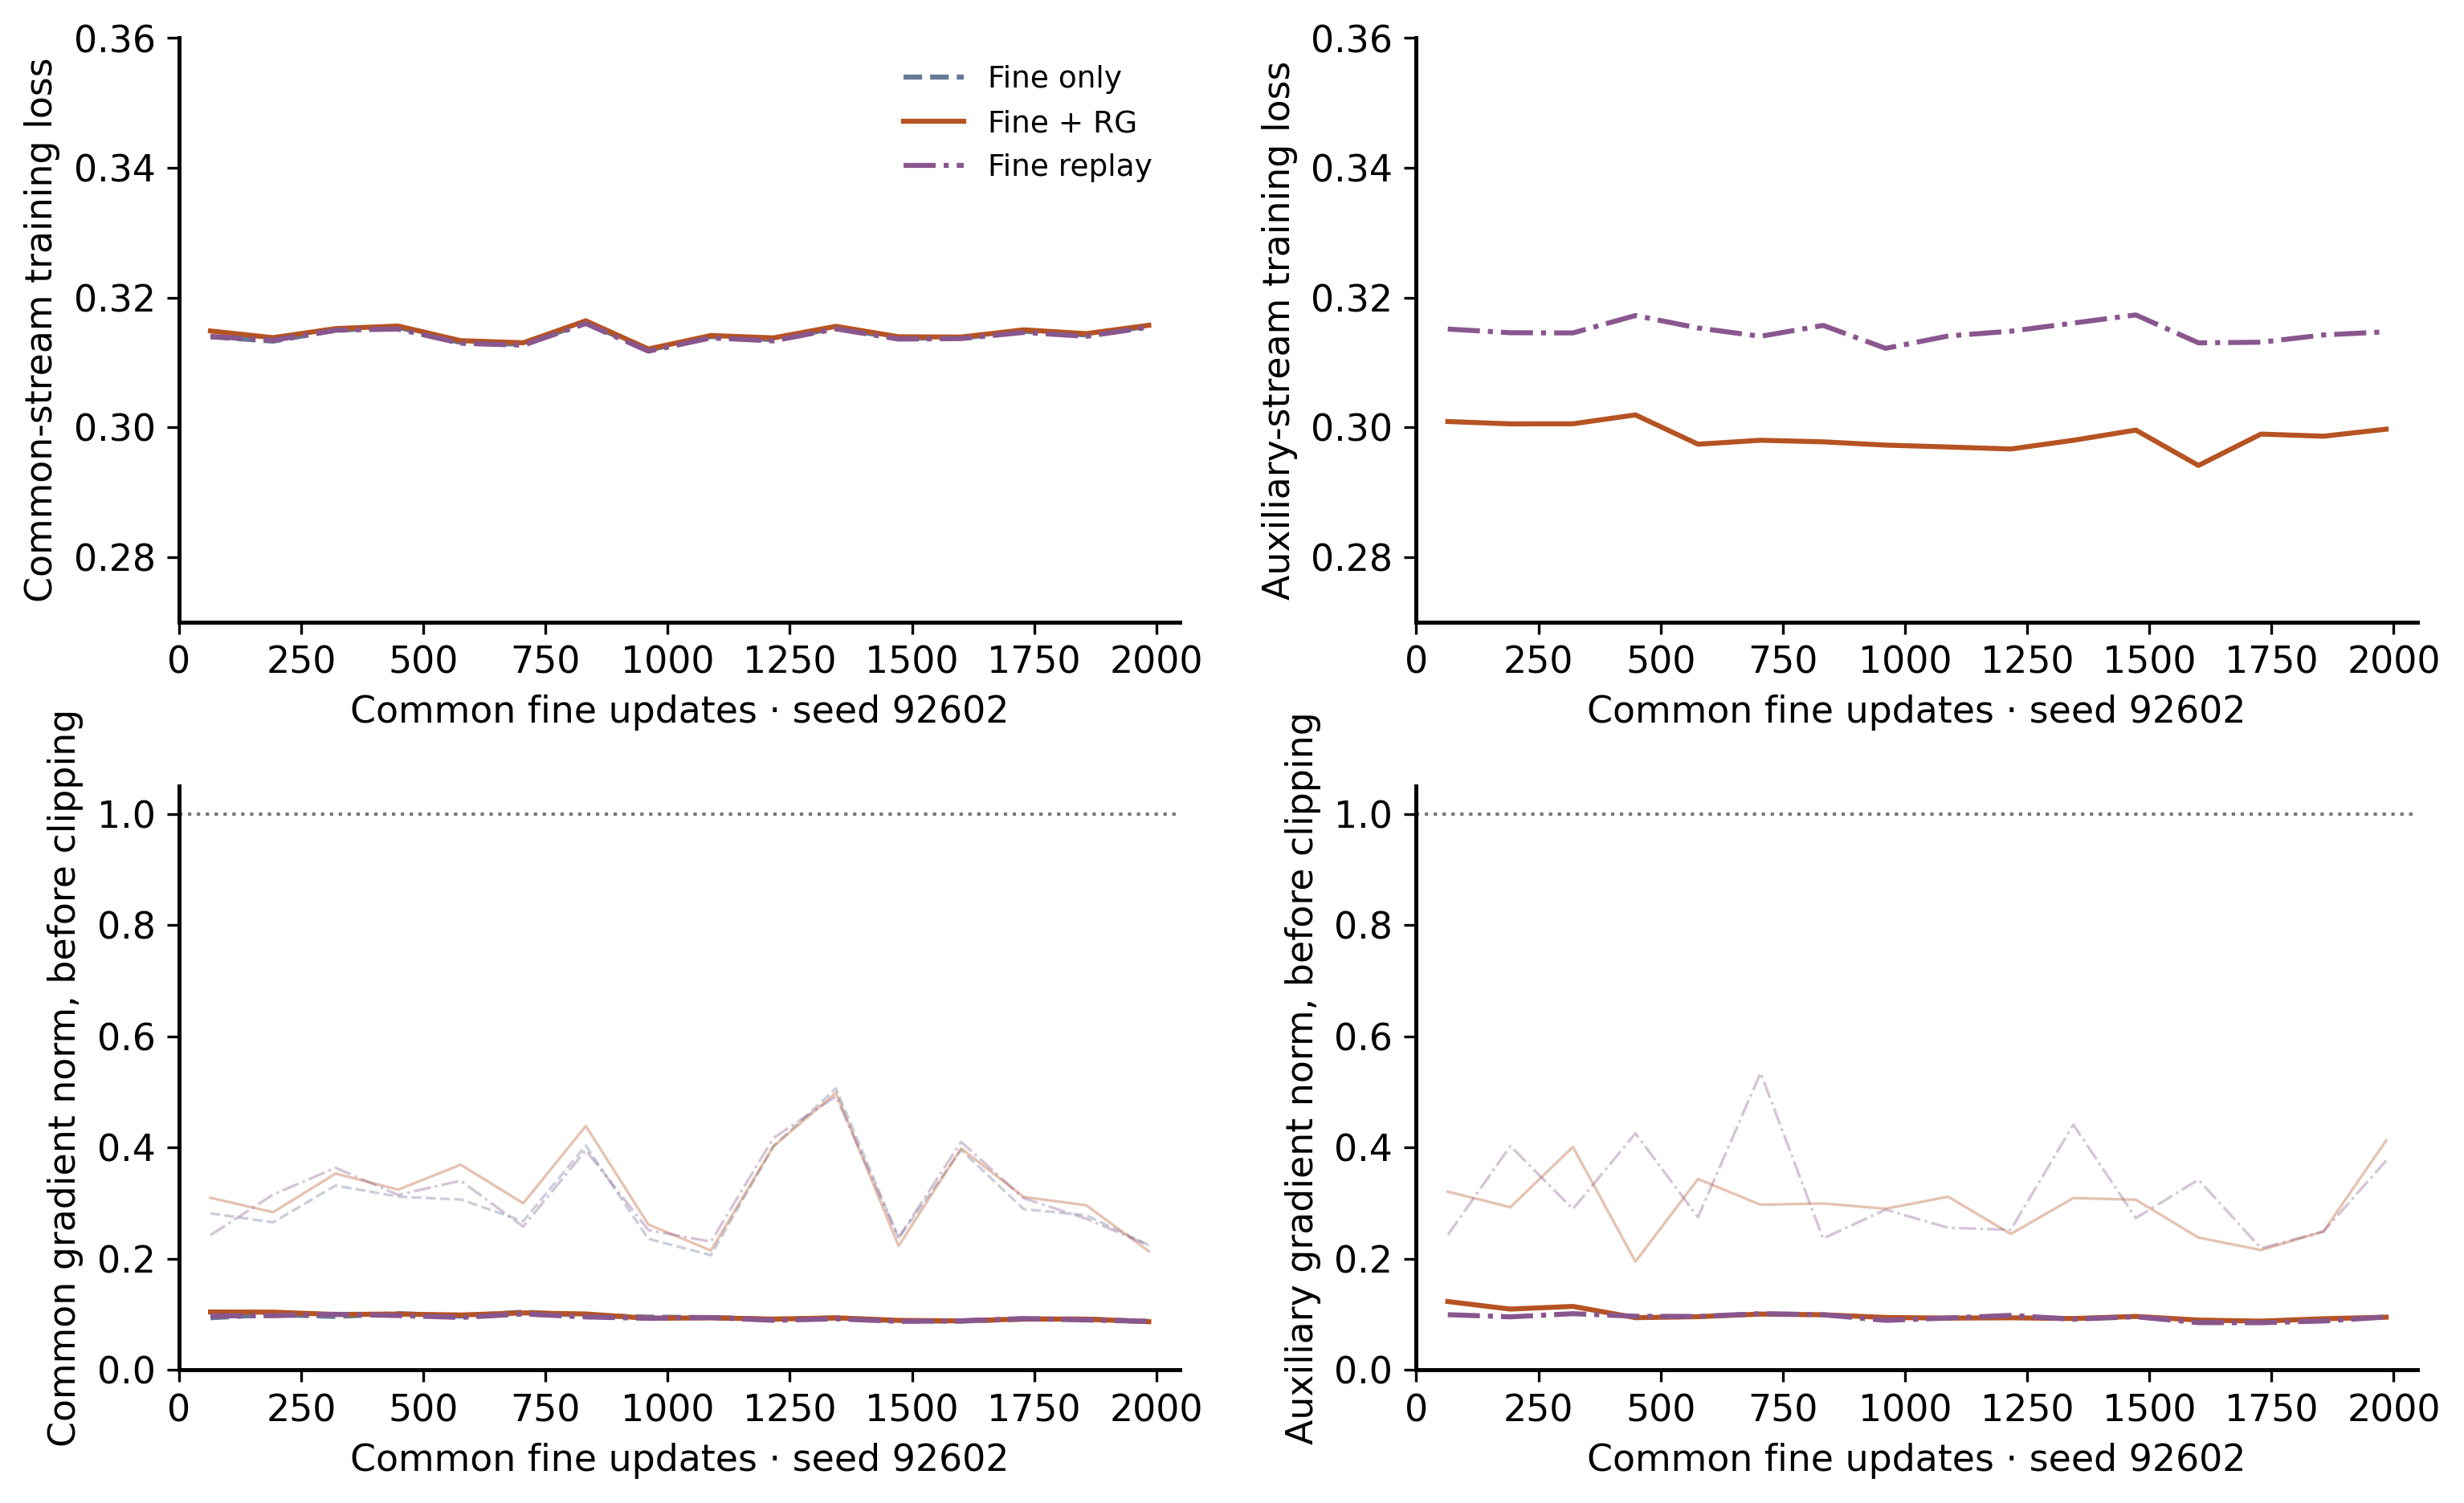 Common-stream training loss
0.36
0.34
0.32
0.30
0.28
Fine only
Fine + RG
Fine replay
0 250 500 750 1000 1250 1500 1750 2000
Common fine updates · seed 92602
Auxiliary-stream training loss
0.36
0.34
0.32
0.30
0.28
0 250 500 750 1000 1250 1500 1750 2000
Common fine updates · seed 92602
Common gradient norm, before clipping
1.0
0.8
0.6
0.4
0.2
0.0
0 250 500 750 1000 1250 1500 1750 2000
Common fine updates · seed 92602
Auxiliary gradient norm, before clipping
1.0
0.8
0.6
0.4
0.2
0.0
0 250 500 750 1000 1250 1500 1750 2000
Common fine updates · seed 92602